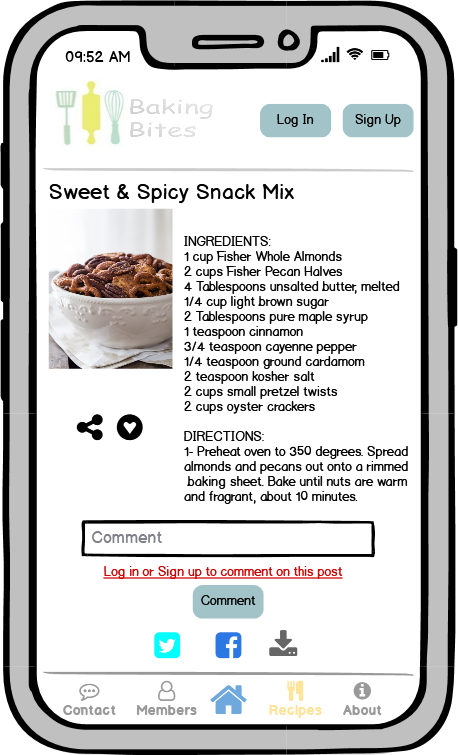 09:52 AM
Baking
Bites
Log In
Sign Up
Sweet & Spicy Snack Mix
INGREDIENTS:
1 cup Fisher Whole Almonds
2 cups Fisher Pecan Halves
4 Tablespoons unsalted butter, melted
1/4 cup light brown sugar
2 Tablespoons pure maple syrup
1 teaspoon cinnamon
3/4 teaspoon cayenne pepper
1/4 teaspoon ground cardamom
2 teaspoon kosher salt
2 cups small pretzel twists
2 cups oyster crackers
DIRECTIONS:
1- Preheat oven to 350 degrees. Spread
almonds and pecans out onto a rimmed
baking sheet. Bake until nuts are warm
and fragrant, about 10 minutes.
Comment
Log in or Sign up to comment on this post
Comment
Contact
Members
Recipes
About